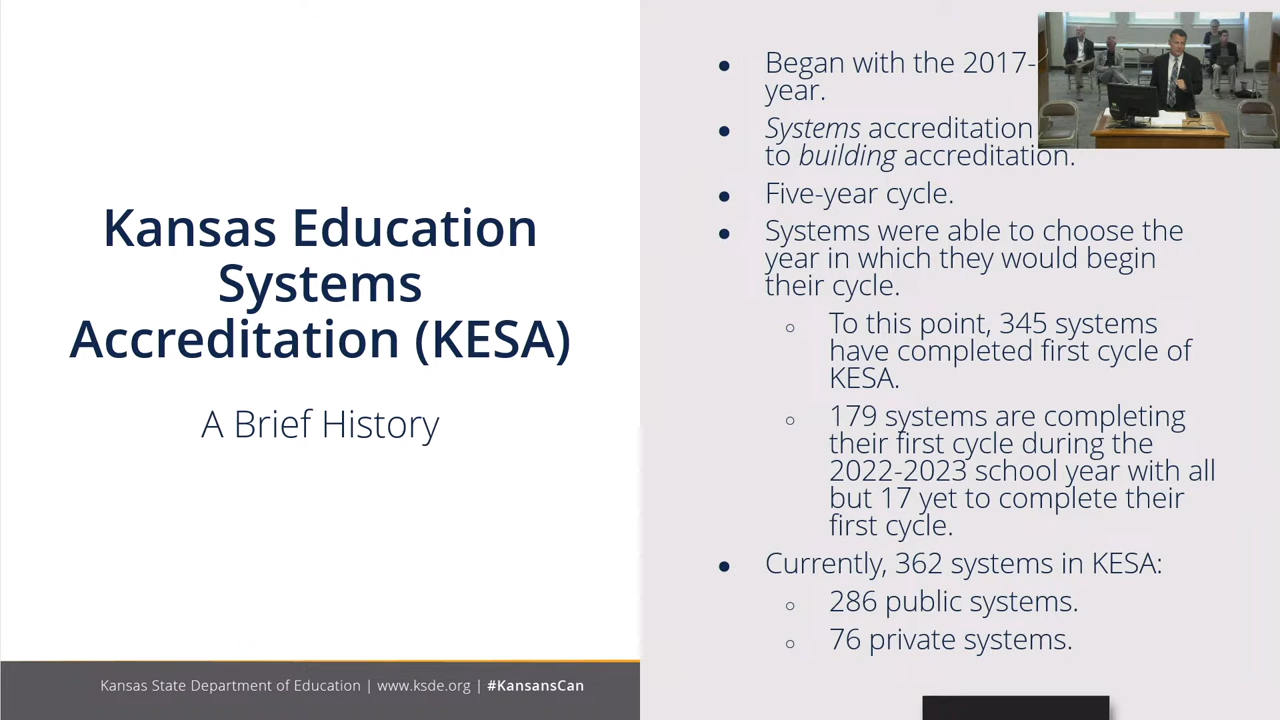 Kansas Education
Systems
Accreditation (KESA)
A Brief History
Kansas State Department of Education | www.ksde.org | #KansansCan
● Began with the 2017-
year.
● Systems accreditation
to building accreditation.
● Five-year cycle.
● Systems were able to choose the
year in which they would begin
their cycle.
○ To this point, 345 systems
have completed first cycle of
KESA.
○ 179 systems are completing
their first cycle during the
2022-2023 school year with all
but 17 yet to complete their
first cycle.
● Currently, 362 systems in KESA:
○ 286 public systems.
○ 76 private systems.